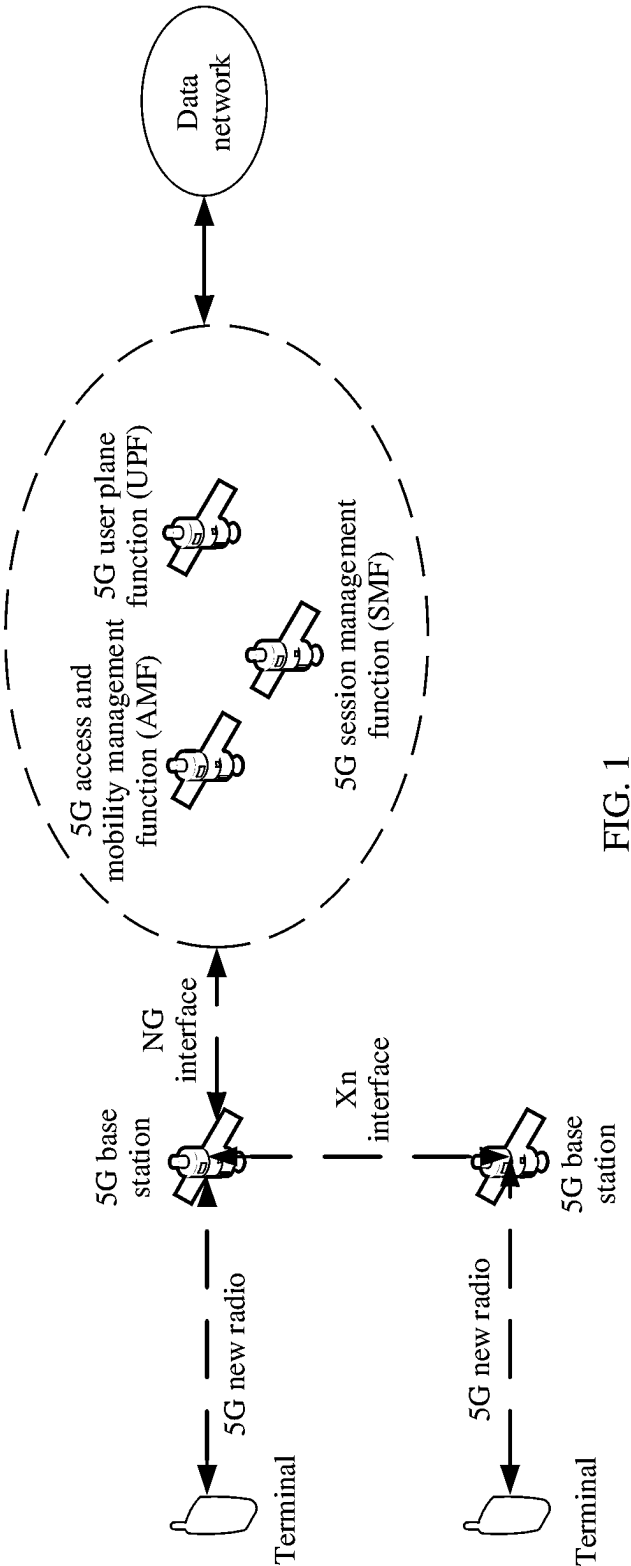 Terminal
5G new radio
5G base
station
NG
interface
5G access and
mobility management
function (AMF)
5G user plane
function (UPF)
5G session management
function (SMF)
Data
network
Xn
interface
Terminal
5G new radio
5G base
station
FIG. 1